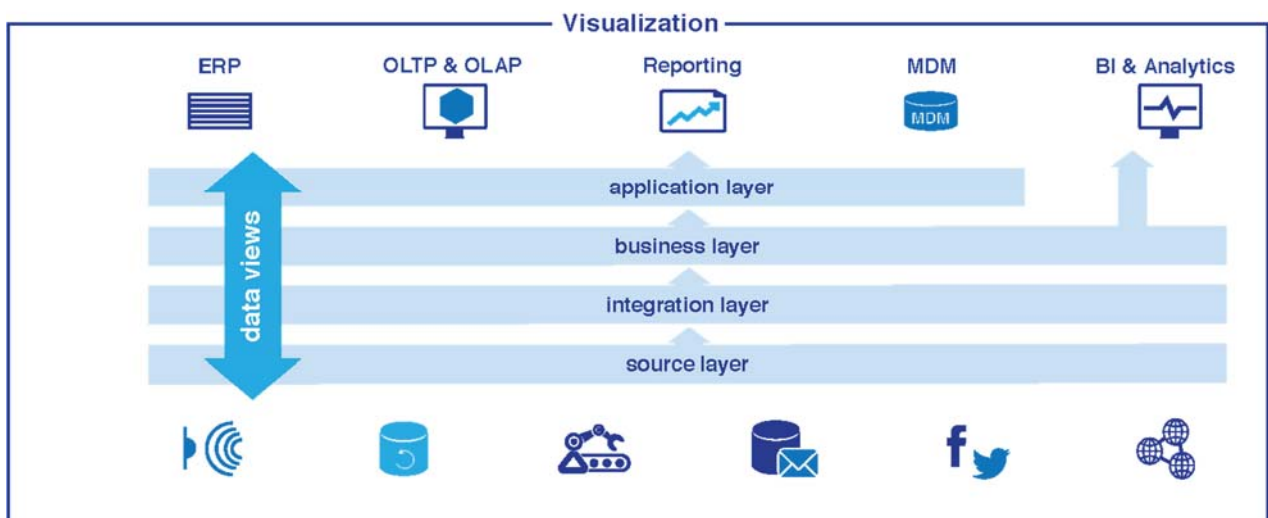 Visualization
ERP
OLTP & OLAP
Reporting
MDM
BI & Analytics
MDM
application layer
business layer
data views
integration layer
source layer